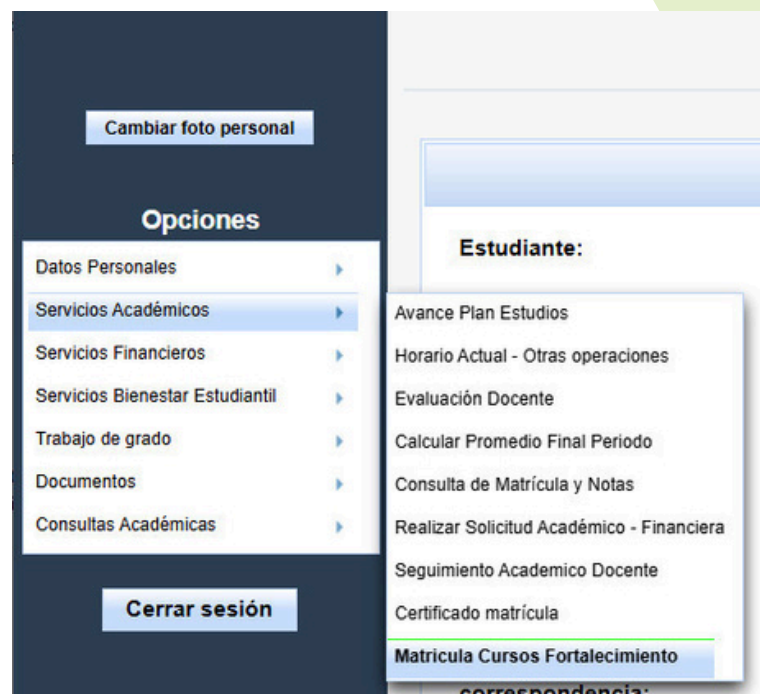 Cambiar foto personal
Opciones
Datos Personales
Servicios Académicos
Servicios Financieros
Servicios Bienestar Estudiantil
Trabajo de grado
Documentos
Consultas Académicas
Cerrar sesión
Estudiante:
Avance Plan Estudios
Horario Actual - Otras operaciones
Evaluación Docente
Calcular Promedio Final Periodo
Consulta de Matrícula y Notas
Realizar Solicitud Académico - Financiera
Seguimiento Academico Docente
Certificado matrícula
Matricula Cursos Fortalecimiento
correspondencia: